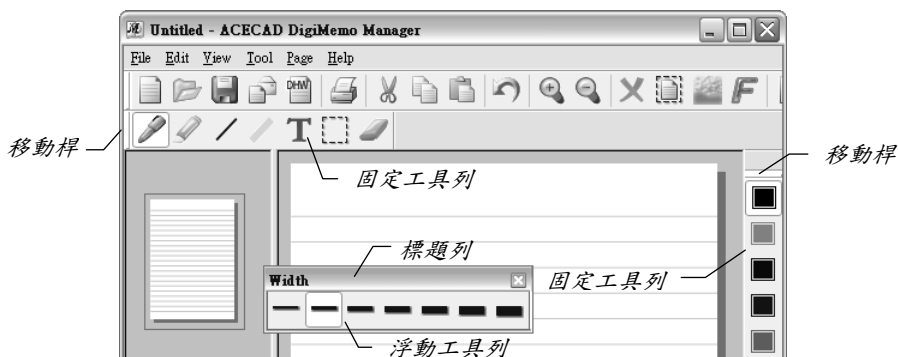 Untitled - ACECAD DigiMemo Manager
File Edit View Tool Page Help
DHW
F
T
移動桿
移動桿
固定工具列
標題列
固定工具列
Width
浮動工具列